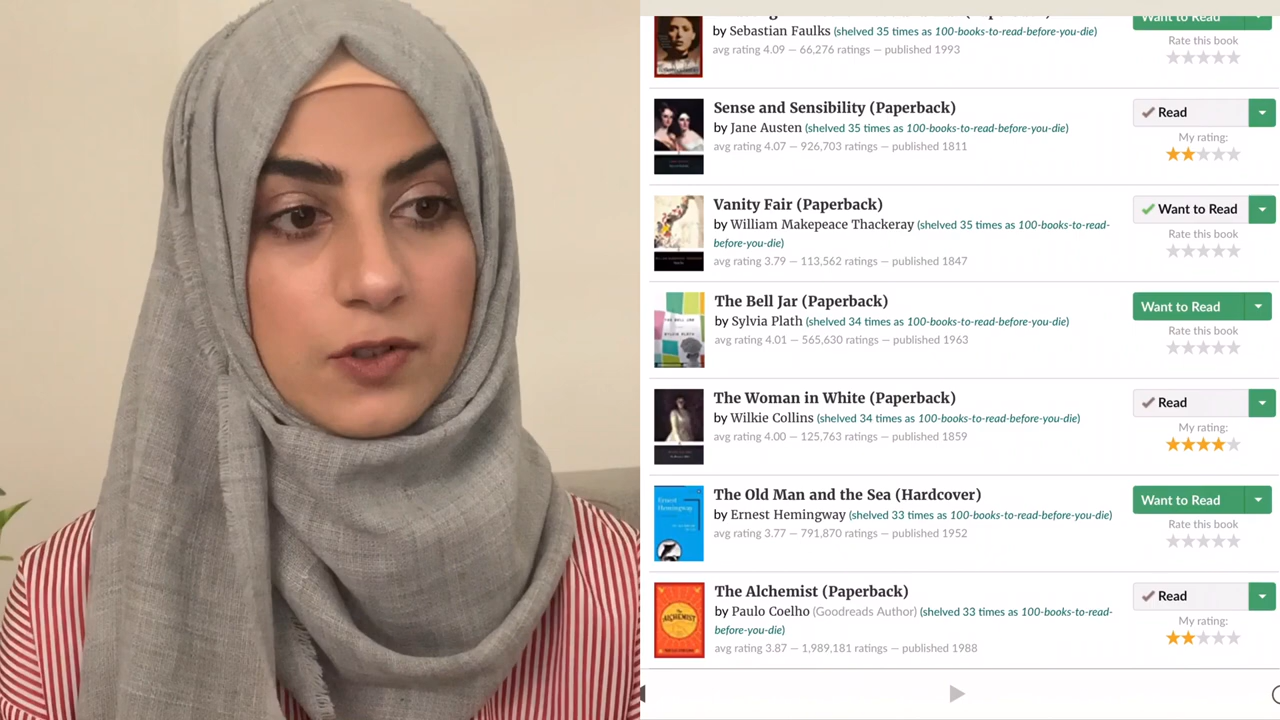 by Sebastian Faulks (shelved 35 times as 100-books-to-read-before-you-die)
avg rating 4.09 — 66,276 ratings — published 1993
Want to Read
Rate this book
Sense and Sensibility (Paperback)
by Jane Austen (shelved 35 times as 100-books-to-read-before-you-die)
avg rating 4.07 — 926,703 ratings — published 1811
Read
My rating:
Vanity Fair (Paperback)
by William Makepeace Thackeray (shelved 35 times as 100-books-to-read-
before-you-die)
avg rating 3.79 — 113,562 ratings — published 1847
Want to Read
Rate this book
The Bell Jar (Paperback)
by Sylvia Plath (shelved 34 times as 100-books-to-read-before-you-die)
avg rating 4.01 — 565,630 ratings — published 1963
Want to Read
Rate this book
THE BELL JAR
SYLVIA PLATH
The Woman in White (Paperback)
by Wilkie Collins (shelved 34 times as 100-books-to-read-before-you-die)
avg rating 4.00 — 125,763 ratings — published 1859
Read
My rating:
The Old Man and the Sea (Hardcover)
by Ernest Hemingway (shelved 33 times as 100-books-to-read-before-you-die)
avg rating 3.77 — 791,870 ratings — published 1952
Want to Read
Rate this book
Ernest
Hemingway
The Alchemist (Paperback)
by Paulo Coelho (Goodreads Author) (shelved 33 times as 100-books-to-read-
before-you-die)
avg rating 3.87 — 1,989,181 ratings — published 1988
Read
My rating:
The
ALCHEMIST